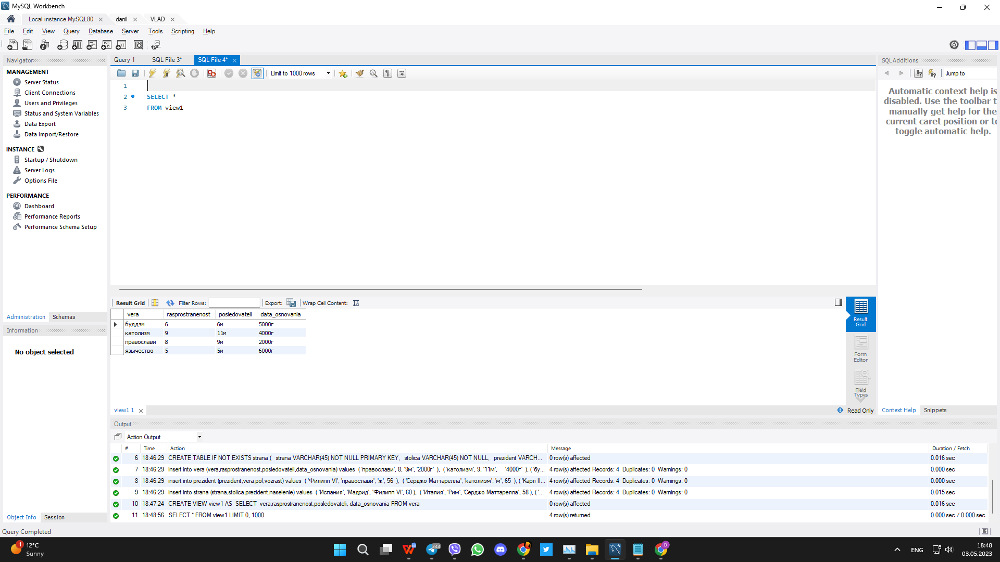 MySQL Workbench
Local instance MySQL80
danil
VLAD
File Edit View Query Database Server Tools Scripting Help
Navigator
MANAGEMENT
Server Status
Client Connections
Users and Privileges
Status and System Variables
Data Export
Data Import/Restore
INSTANCE
Startup / Shutdown
Server Logs
Options File
PERFORMANCE
Dashboard
Performance Reports
Performance Schema Setup
Administration Schemas
Information
No object selected
Object Info Session
Query Completed
Query 1 SQL File 3* SQL File 4*
Limit to 1000 rows
1
2 SELECT *
3 FROM view1
Result Grid Filter Rows: Export: Wrap Cell Content:
vera rasprostranenost posledovateli data_osnovania
буддзм 6 6м 5000г
католизм 9 11м 4000г
православи 8 9м 2000г
язычество 5 5м 6000г
Result Grid
Form Editor
Field Types
view1 1
Read Only
Output
Action Output
# Time Action Message Duration / Fetch
6 18:46:29 CREATE TABLE IF NOT EXISTS strana ( strana VARCHAR(45) NOT NULL PRIMARY KEY, stolica VARCHAR(45) NOT NULL, prezident VARCH... 0 row(s) affected 0.016 sec
7 18:46:29 insert into vera (vera,rasprostranenost,posledovateli,data_osnovania) values ( 'православи', 8, '9м', '2000г' ), ( 'католизм', 9, '11м', '4000г' ), ( 'бу... 4 row(s) affected Records: 4 Duplicates: 0 Warnings: 0 0.000 sec
8 18:46:29 insert into prezident (prezident,vera,pol,vozrast) values ( 'Филипп VI', 'православи', 'ж', 56 ), ( 'Серджо Маттарелла', 'католизм', 'м', 65 ), ( 'Карл II... 4 row(s) affected Records: 4 Duplicates: 0 Warnings: 0 0.000 sec
9 18:46:29 insert into strana (strana,stolica,prezident,naselenie) values ( 'Испания', 'Мадрид', 'Филипп VI', 60 ), ( 'Италия', 'Рим', 'Серджо Маттарелла', 58 ), ( '... 4 row(s) affected Records: 4 Duplicates: 0 Warnings: 0 0.015 sec
10 18:47:24 CREATE VIEW view1 AS SELECT vera,rasprostranenost,posledovateli, data_osnovania FROM vera 0 row(s) affected 0.016 sec
11 18:48:56 SELECT * FROM view1 LIMIT 0, 1000 4 row(s) returned 0.000 sec / 0.000 sec
SQLAdditions
Jump to
Automatic context help is
disabled. Use the toolbar t
manually get help for the
current caret position or to
toggle automatic help.
Context Help Snippets
1
12°C
Sunny
343
D
ENG
18:48
03.05.2023